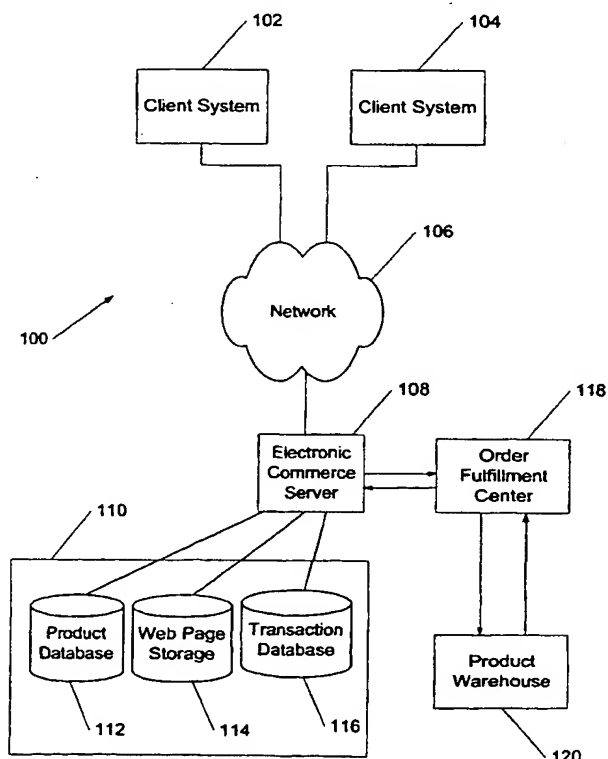 102
104
Client System
Client System
106
Network
100
108
118
Electronic
Commerce
Server
Order
Fulfillment
Center
110
Product
Database
Web Page
Storage
Transaction
Database
Product
Warehouse
112
114
116
120